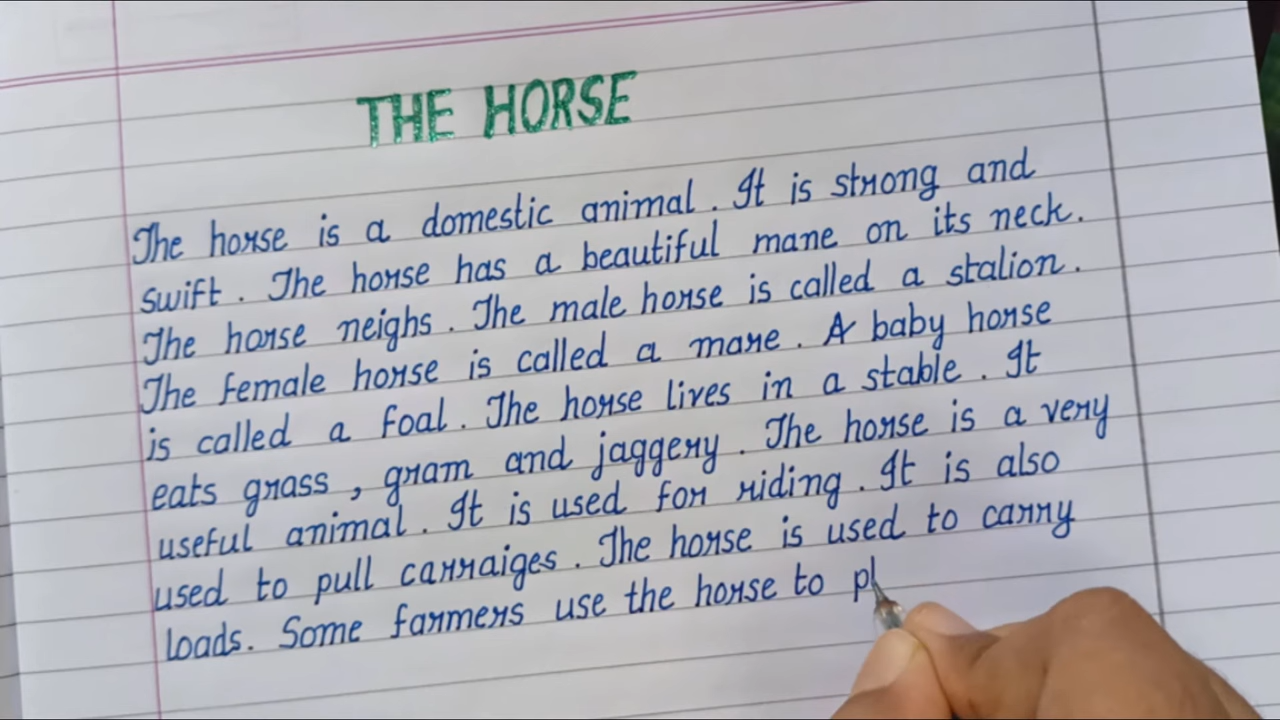 THE HORSE
The horse is a domestic animal. It is strong and
swift. The horse has a beautiful mane on its neck.
The horse neighs. The male horse is called a stalion.
The female horse is called a mare. A baby horse
is called a foal. The horse lives in a stable. It
eats grass, gram and jaggery. The horse is a very
useful animal. It is used for riding. It is also
used to pull carraiges. The horse is used to carry
loads. Some farmers use the horse to pl